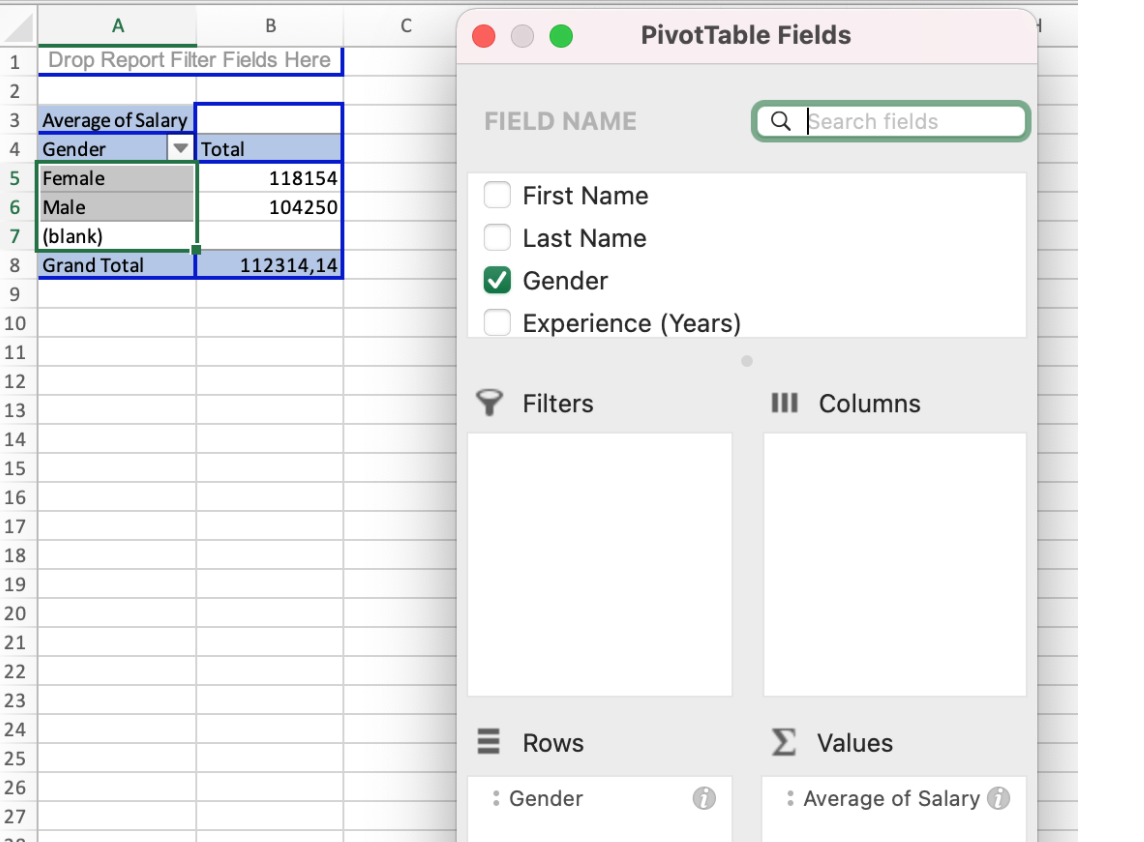 A B C H
1 Drop Report Filter Fields Here
2
3 Average of Salary
4 Gender Total
5 Female 118154
6 Male 104250
7 (blank)
8 Grand Total 112314,14
9
10
11
12
13
14
15
16
17
18
19
20
21
22
23
24
25
26
27
28
PivotTable Fields
FIELD NAME Search fields
First Name
Last Name
Gender
Experience (Years)
Filters Columns
Rows Values
Gender Average of Salary